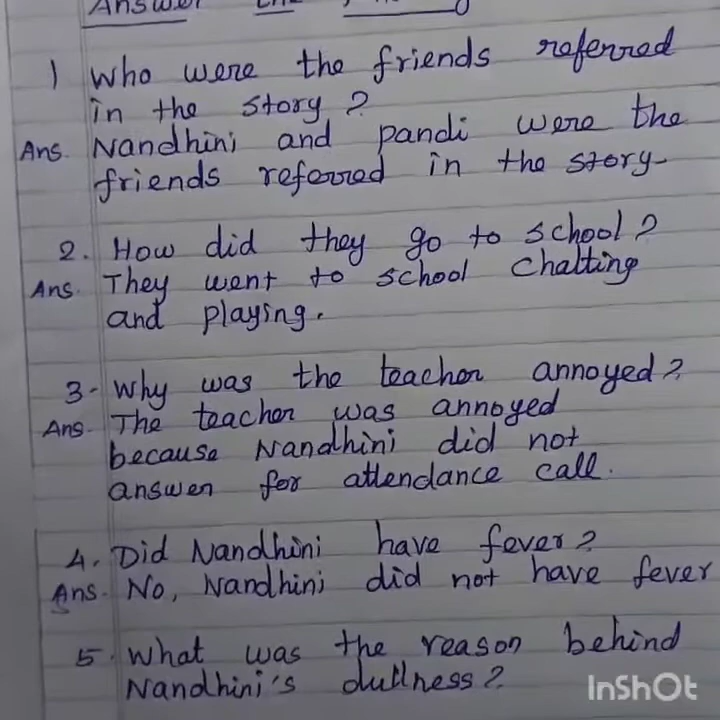 Answer the
1 Who were the friends referred
in the story ?
Ans. Nandhini and pandi were the
friends referred in the story.
2. How did they go to school ?
Ans. They went to school Chatting
and playing.
3. Why was the teacher annoyed ?
Ans. The teacher was annoyed
because Nandhini did not
answer for attendance call.
4. Did Nandhini have fever ?
Ans. No, Nandhini did not have fever
5. What was the reason behind
Nandhini's dullness ?
InShOt